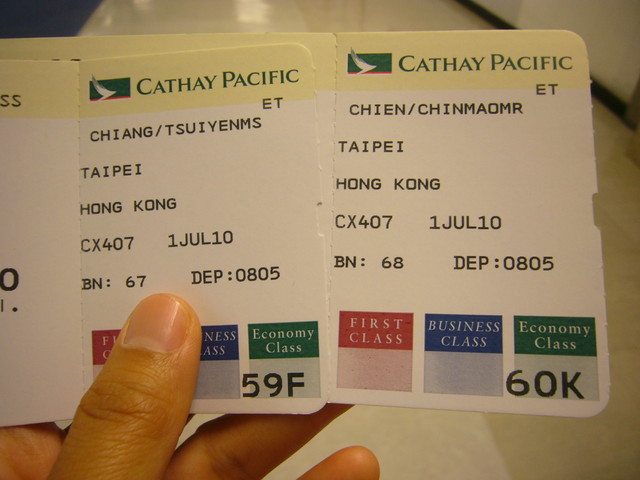 SS
CATHAY PACIFIC
ET
CHIANG/TSUIYENMS
TAIPEI
HONG KONG
CX407 1JUL10
BN: 67 DEP:0805
BUSINESS CLASS
Economy Class
59F
CATHAY PACIFIC
ET
CHIEN/CHINMAOMR
TAIPEI
HONG KONG
CX407 1JUL10
BN: 68 DEP:0805
FIRST CLASS
BUSINESS CLASS
Economy Class
60K